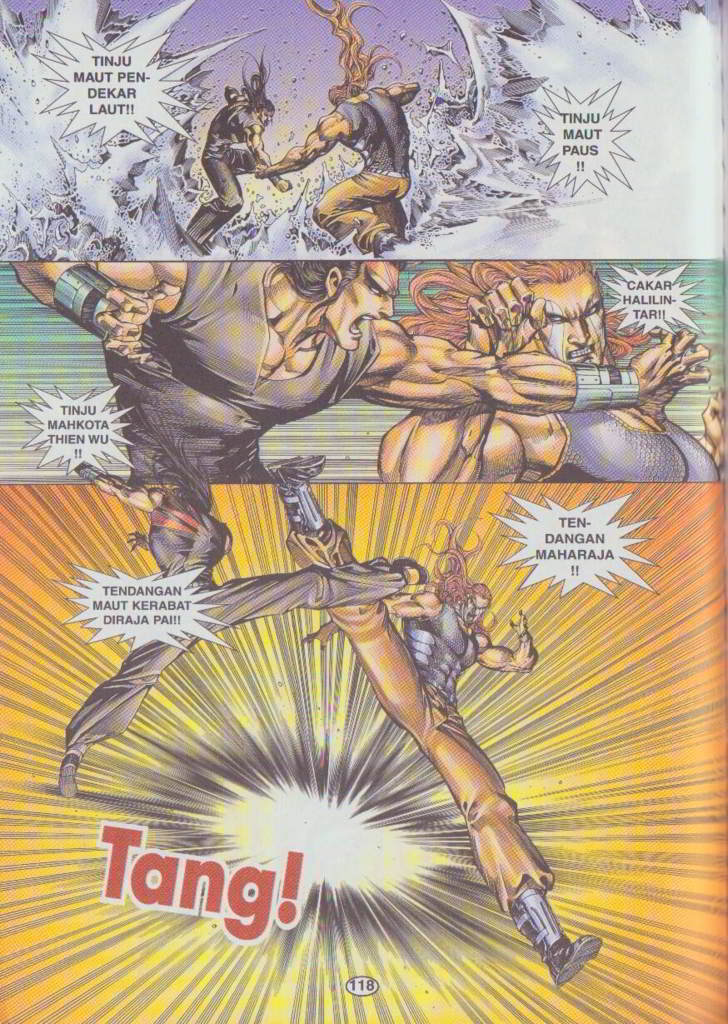 TINJU
MAUT PEN-
DEKAR
LAUT!!
TINJU
MAUT
PAUS
!!
CAKAR
HALILIN-
TAR!!
TINJU
MAHKOTA
THIEN WU
!!
TEN-
DANGAN
MAHARAJA
!!
TENDANGAN
MAUT KERABAT
DIRAJA PAI!!
Tang!
118